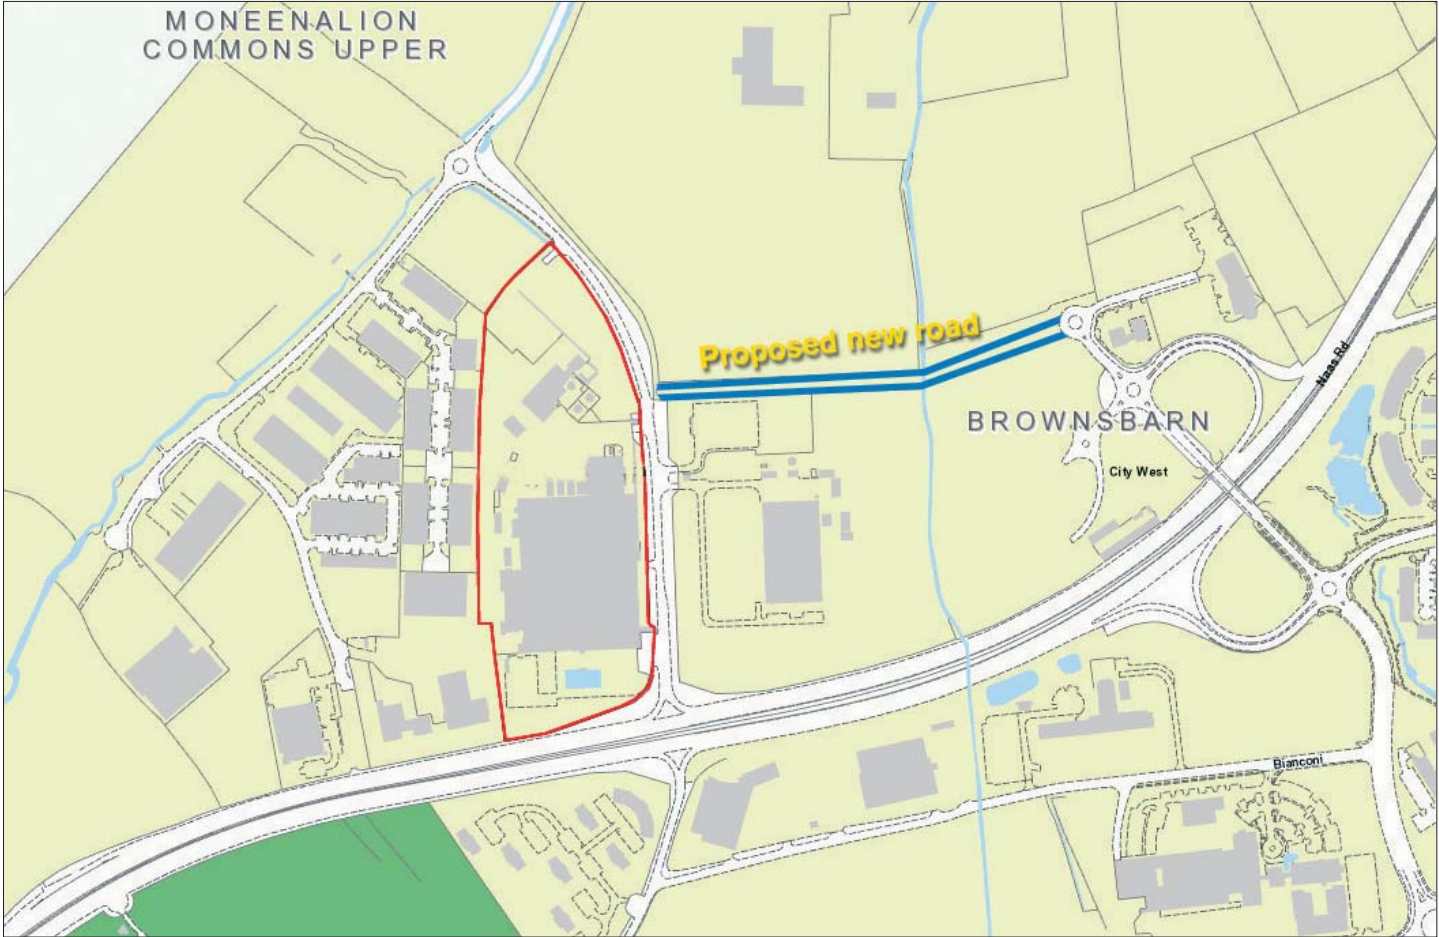 MONEENALION
COMMONS UPPER
Proposed new road
Naas Rd
BROWNSBARN
City West
Bianconi